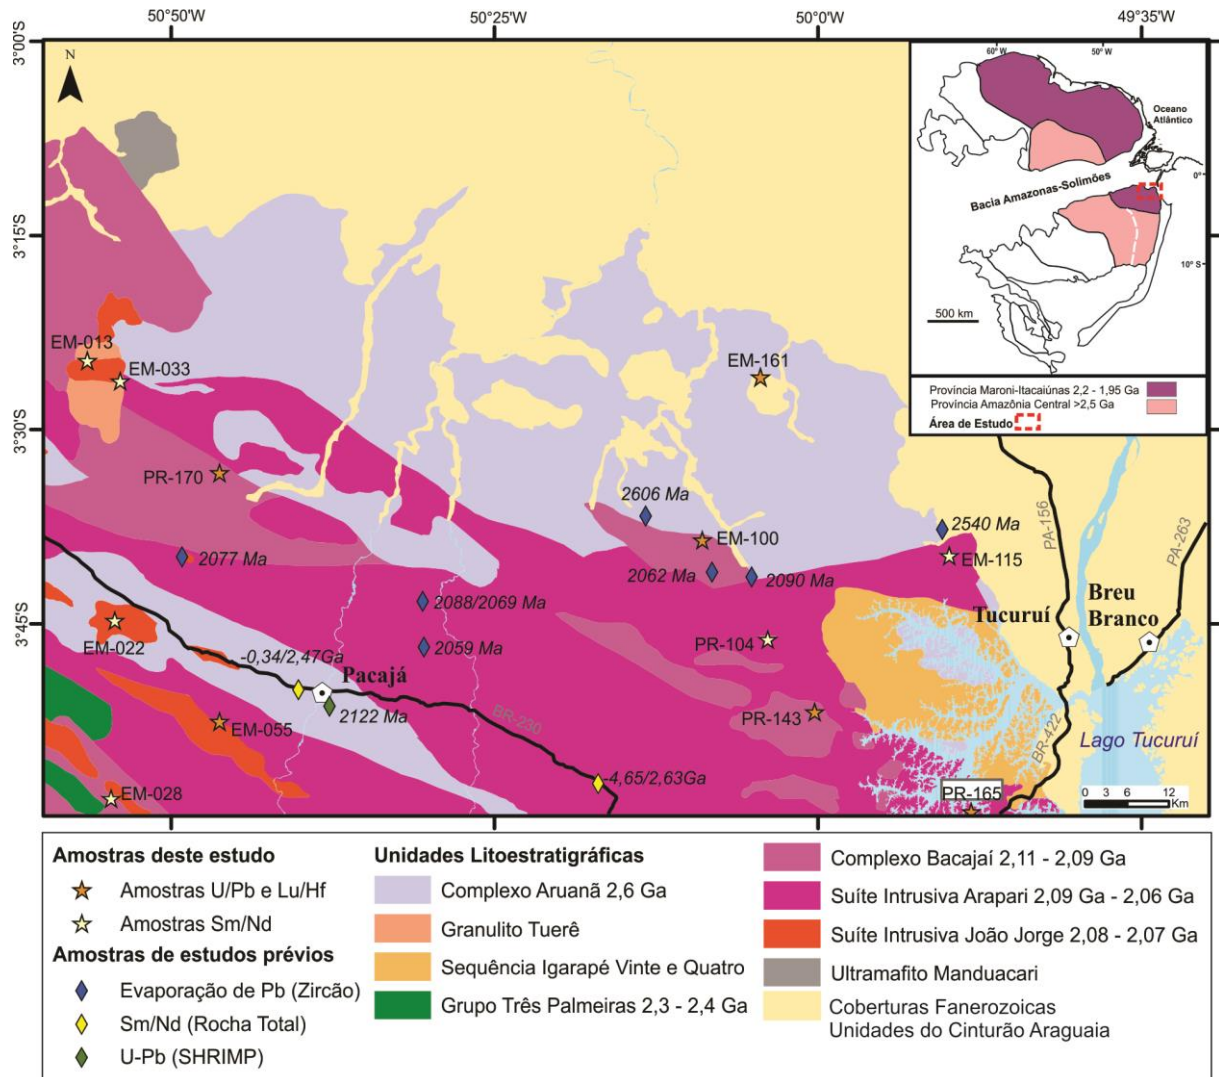 50°50'W
50°25'W
50°0'W
49°35'W
3°00'S
3°15'S
3°30'S
3°45'S
N
60° W
50° W
Oceano
Atlântico
0°
Bacia Amazonas-Solimões
10° S
500 km
Província Maroni-Itacaiúnas 2,2 - 1,95 Ga
Província Amazônia Central >2,5 Ga
Área de Estudo
EM-013
EM-033
EM-161
PR-170
2606 Ma
EM-100
2540 Ma
EM-115
2077 Ma
2062 Ma
2090 Ma
2088/2069 Ma
2059 Ma
EM-022
-0,34/2,47Ga
Pacajá
2122 Ma
EM-055
EM-028
BR-230
-4,65/2,63Ga
PR-104
PR-143
PR-165
PA-156
PA-263
Tucuruí
Breu
Branco
BR-422
Lago Tucuruí
0 3 6 12
Km
Amostras deste estudo
Amostras U/Pb e Lu/Hf
Amostras Sm/Nd
Amostras de estudos prévios
Evaporação de Pb (Zircão)
Sm/Nd (Rocha Total)
U-Pb (SHRIMP)
Unidades Litoestratigráficas
Complexo Aruanã 2,6 Ga
Granulito Tuerê
Sequência Igarapé Vinte e Quatro
Grupo Três Palmeiras 2,3 - 2,4 Ga
Complexo Bacajaí 2,11 - 2,09 Ga
Suíte Intrusiva Arapari 2,09 Ga - 2,06 Ga
Suíte Intrusiva João Jorge 2,08 - 2,07 Ga
Ultramafito Manduacari
Coberturas Fanerozoicas
Unidades do Cinturão Araguaia